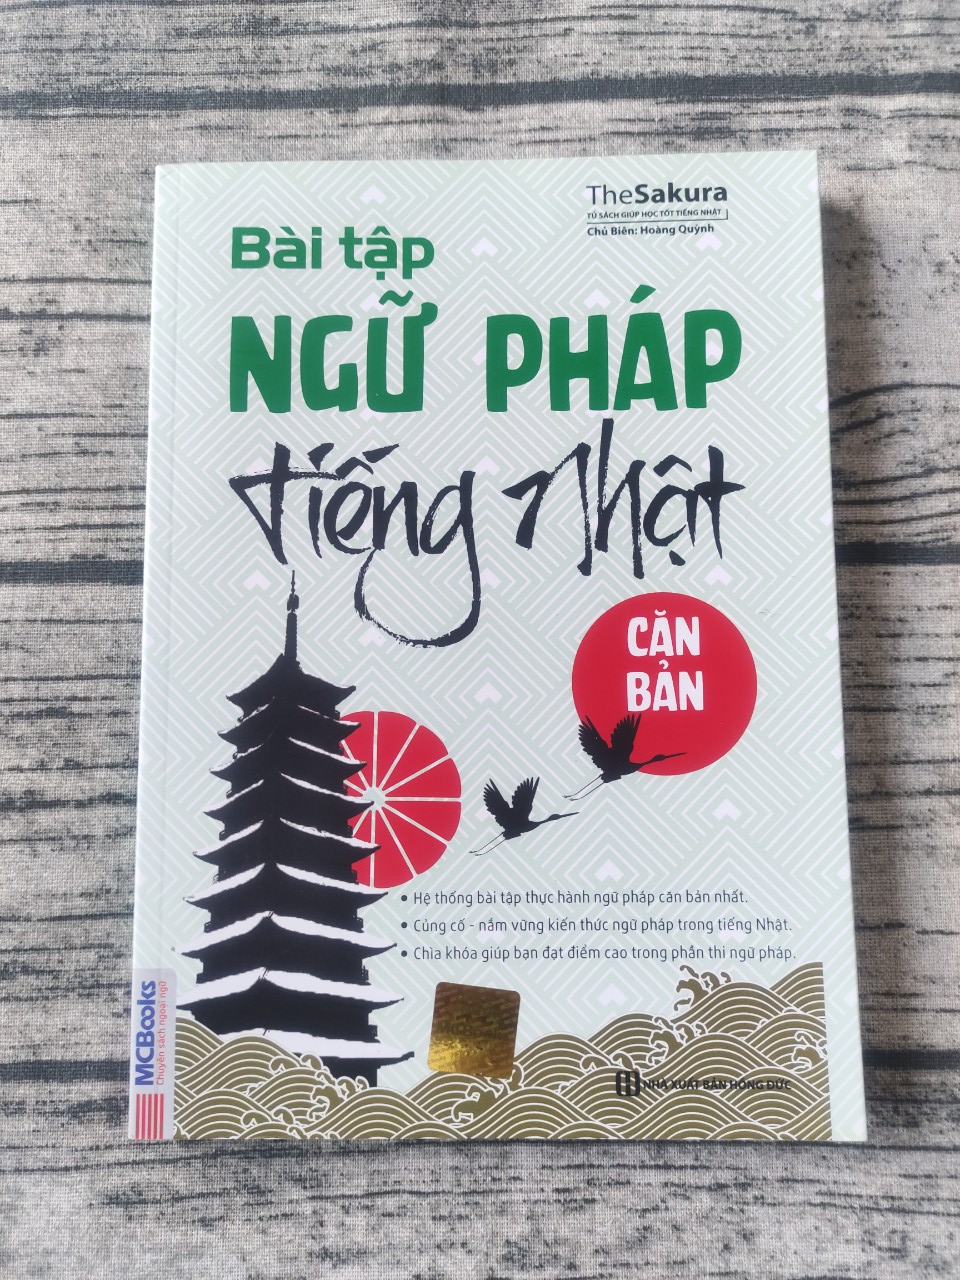 TheSakura
TỦ SÁCH GIÚP HỌC TỐT TIẾNG NHẬT
Chủ Biên: Hoàng Quỳnh
Bài tập
NGỮ PHÁP
tiếng Nhật
CĂN
BẢN
• Hệ thống bài tập thực hành ngữ pháp căn bản nhất.
• Củng cố - nắm vững kiến thức ngữ pháp trong tiếng Nhật.
• Chìa khóa giúp bạn đạt điểm cao trong phần thi ngữ pháp.
MCBooks
Chuyên sách ngoại ngữ
NHÀ XUẤT BẢN HỒNG ĐỨC